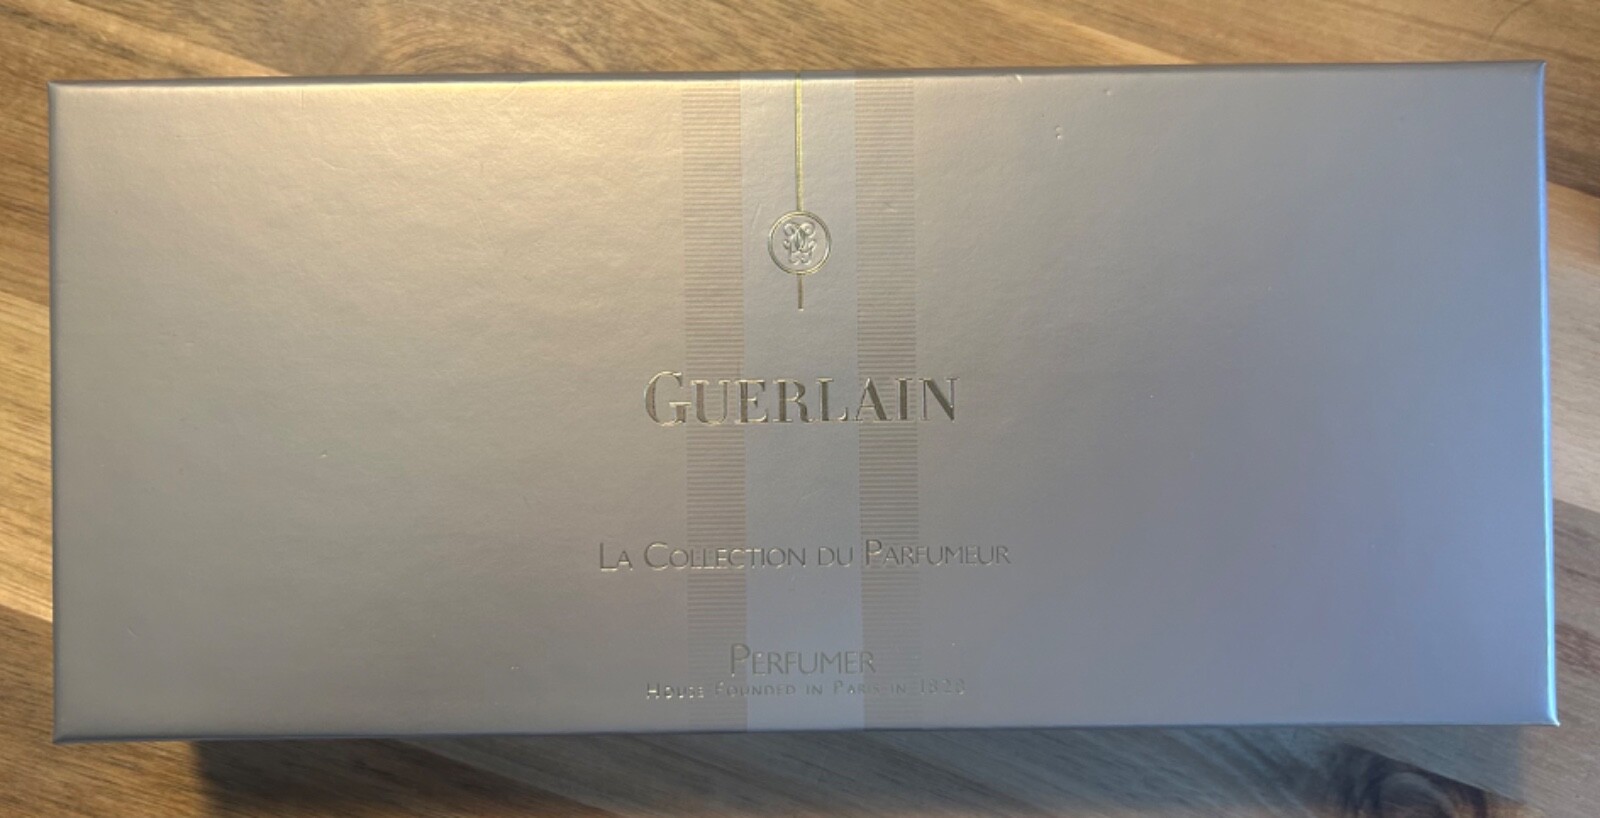 GUERLAIN
LA COLLECTION DU PARFUMEUR
PERFUMER
HOUSE FOUNDED IN PARIS IN 1828